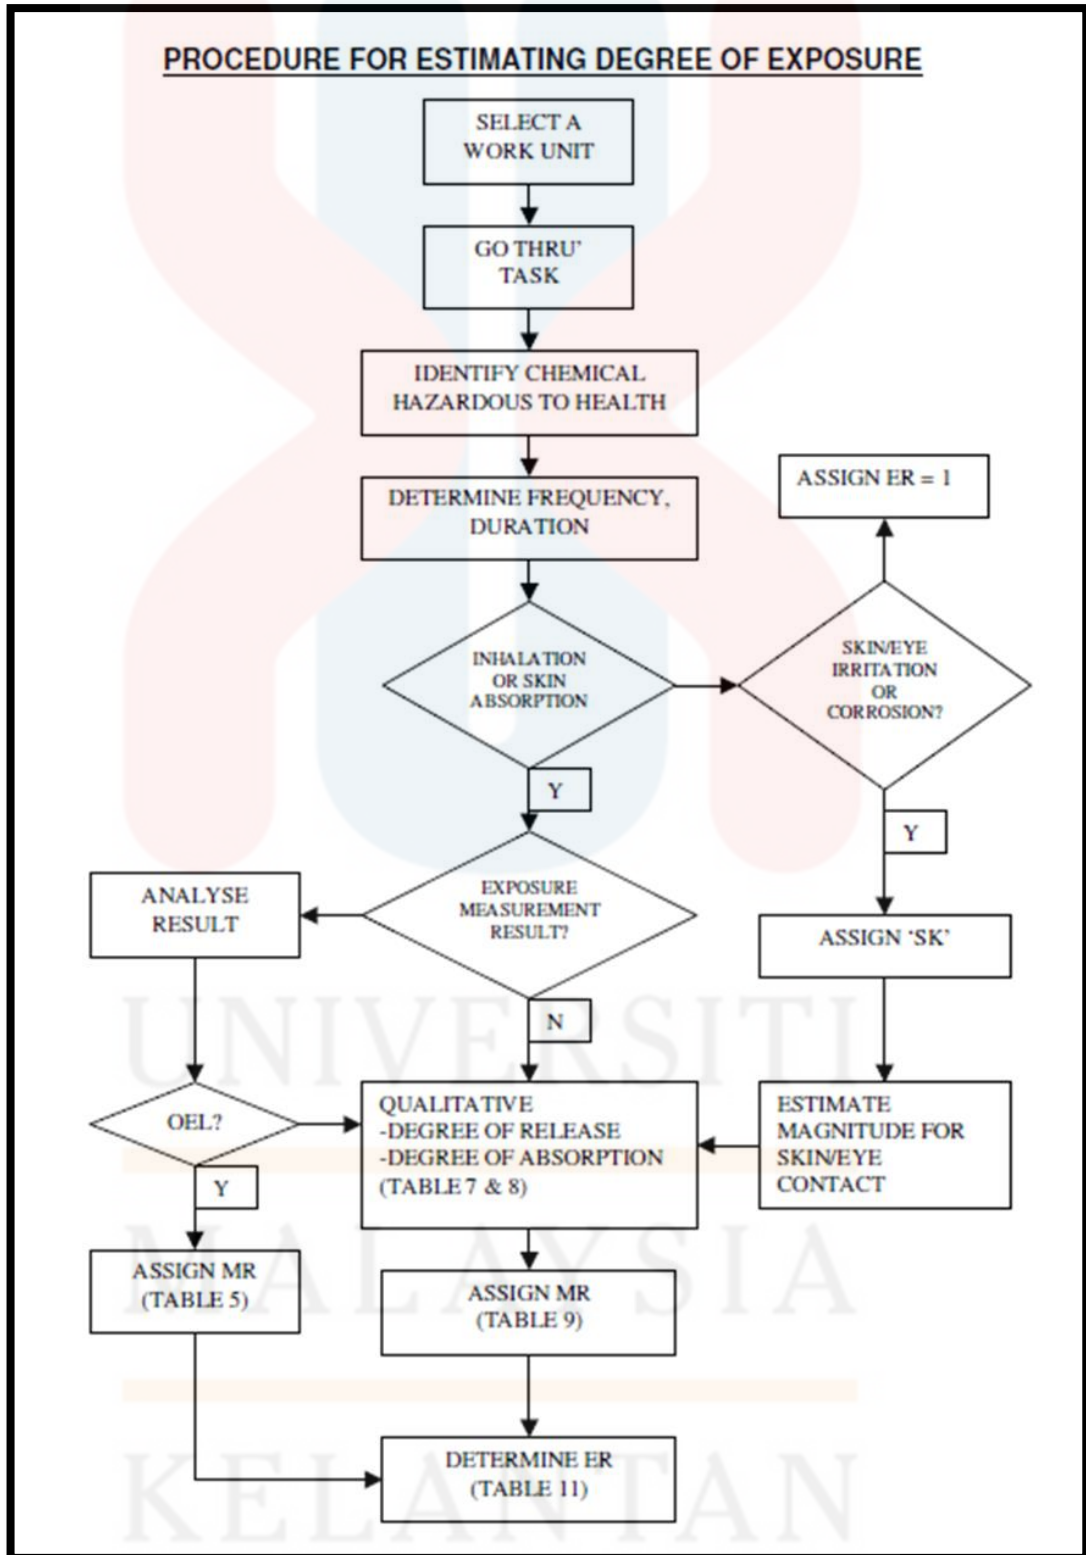 PROCEDURE FOR ESTIMATING DEGREE OF EXPOSURE
SELECT A
WORK UNIT
GO THRU’
TASK
IDENTIFY CHEMICAL
HAZARDOUS TO HEALTH
DETERMINE FREQUENCY,
DURATION
ASSIGN ER = 1
INHALATION
OR SKIN
ABSORPTION
SKIN/EYE
IRRITATION
OR
CORROSION?
Y
Y
EXPOSURE
MEASUREMENT
RESULT?
ANALYSE
RESULT
ASSIGN ‘SK’
N
OEL?
QUALITATIVE
-DEGREE OF RELEASE
-DEGREE OF ABSORPTION
(TABLE 7 & 8)
ESTIMATE
MAGNITUDE FOR
SKIN/EYE
CONTACT
Y
ASSIGN MR
(TABLE 5)
ASSIGN MR
(TABLE 9)
DETERMINE ER
(TABLE 11)
UNIVERSITI
MALAYSIA
KELANTAN